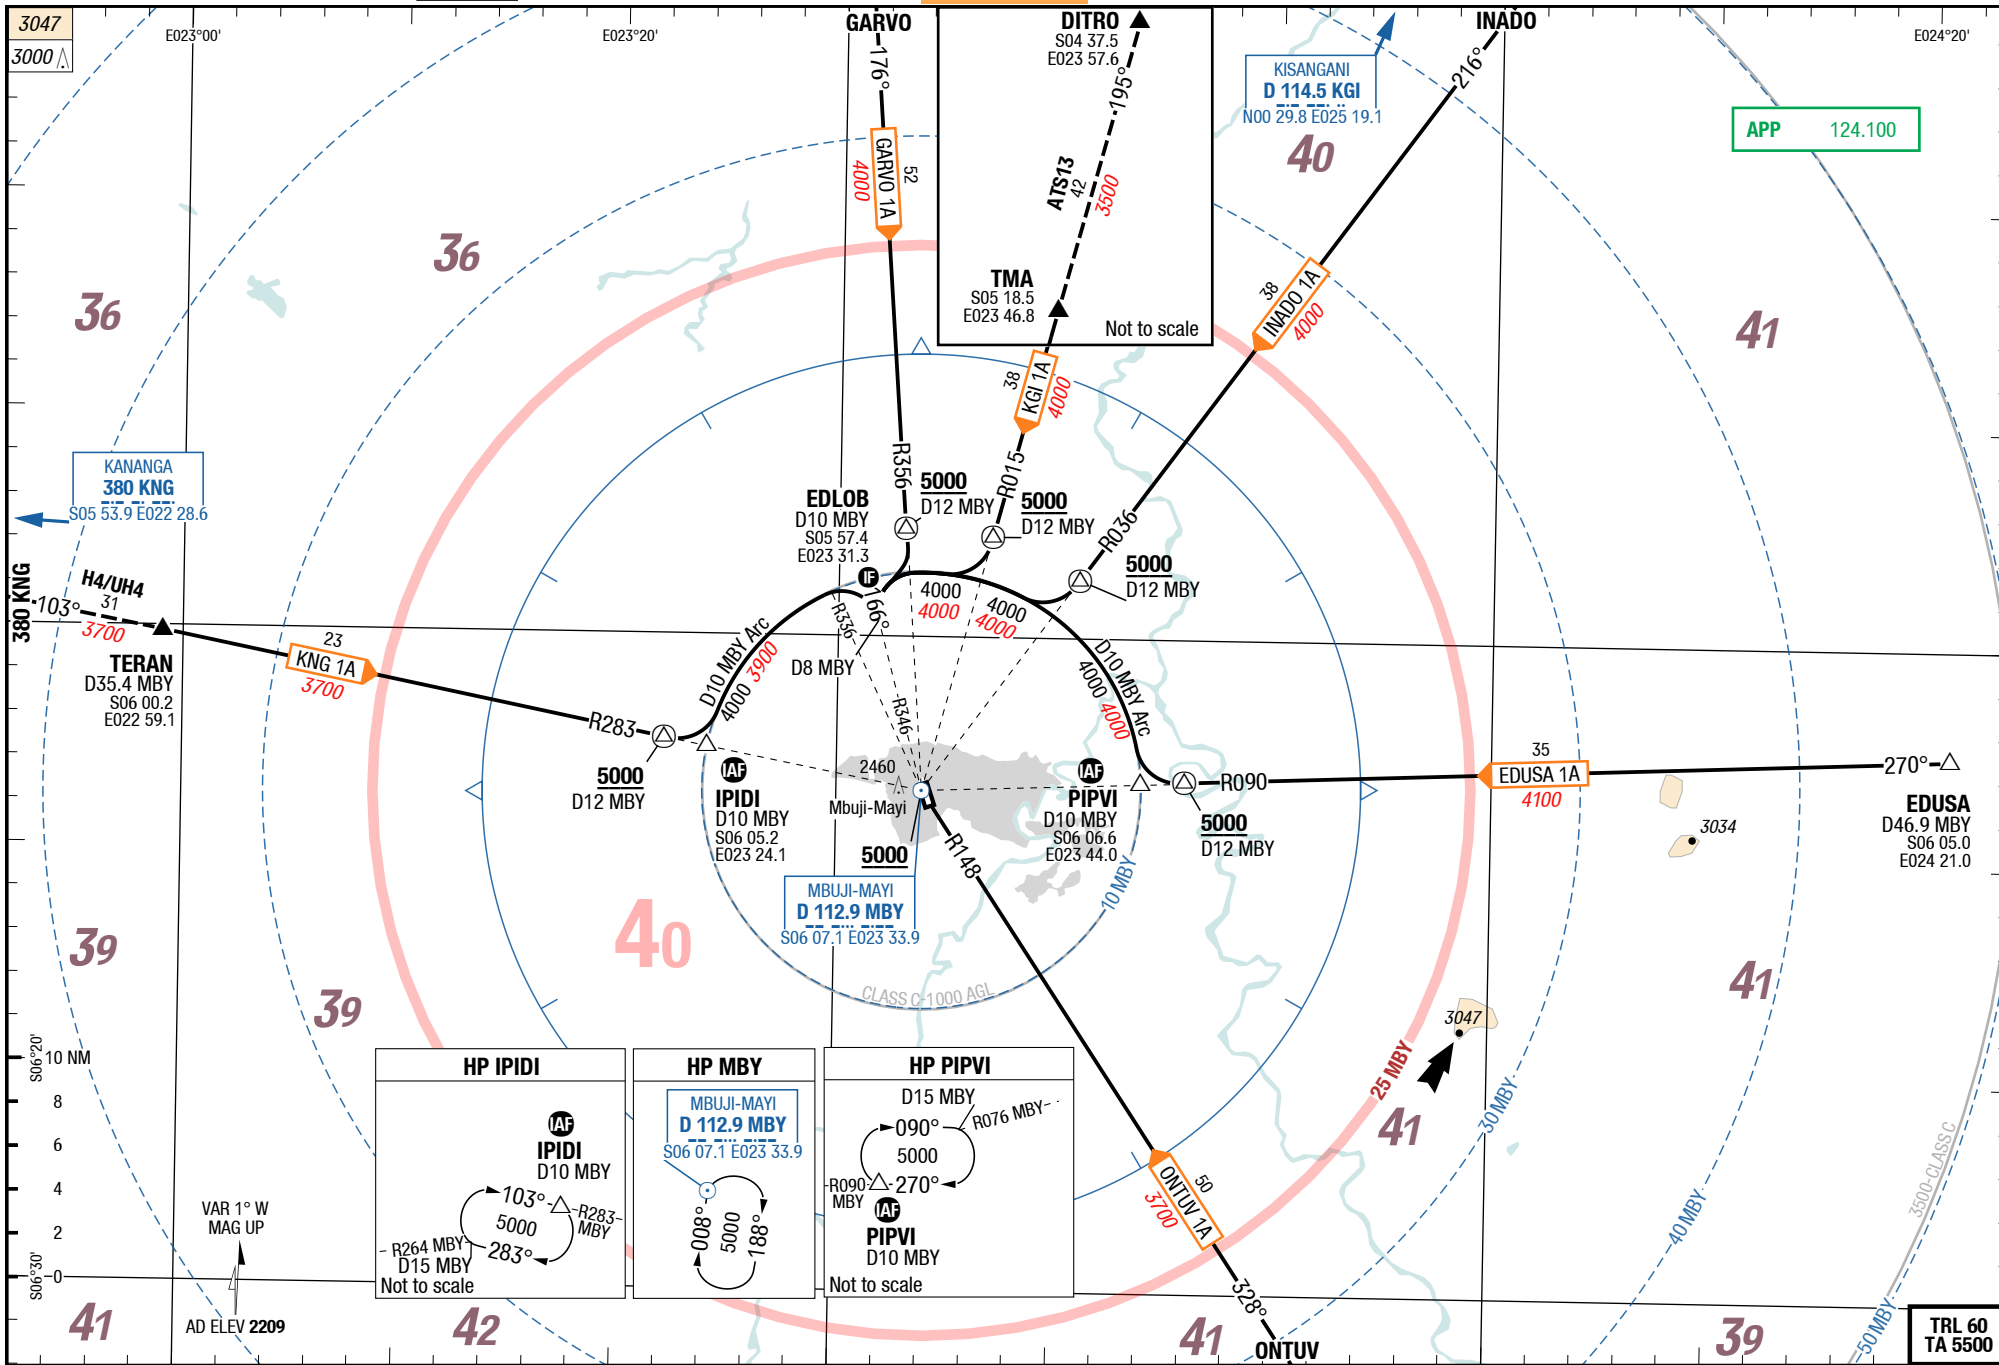 3047
3000
E023°00'
E023°20'
GARVO
176°
GARVO 1A
52
4000
R356
DITRO
S04 37.5
E023 57.6
195°
ATS13
42
3500
TMA
S05 18.5
E023 46.8
Not to scale
KISANGANI
D 114.5 KGI
N00 29.8 E025 19.1
INADO
216°
38
INADO 1A
4000
R036
E024°20'
APP 124.100
40
36
36
41
38
KGI 1A
4000
R015
KANANGA
380 KNG
S05 53.9 E022 28.6
380 KNG
H4/UH4
103°
31
3700
TERAN
D35.4 MBY
S06 00.2
E022 59.1
23
KNG 1A
3700
R283
5000
D12 MBY
EDLOB
D10 MBY
S05 57.4
E023 31.3
IF
5000
D12 MBY
5000
D12 MBY
5000
D12 MBY
166°
R336
R346
D8 MBY
D10 MBY Arc
4000 3900
4000
4000
4000
4000
D10 MBY Arc
4000 4000
IAF
IPIDI
D10 MBY
S06 05.2
E023 24.1
2460
Mbuji-Mayi
5000
IAF
PIPVI
D10 MBY
S06 06.6
E023 44.0
R090
5000
D12 MBY
35
EDUSA 1A
4100
270°
EDUSA
D46.9 MBY
S06 05.0
E024 21.0
3034
MBUJI-MAYI
D 112.9 MBY
S06 07.1 E023 33.9
R148
10 MBY
CLASS C-1000 AGL
40
39
39
41
3047
25 MBY
41
30 MBY
40 MBY
50 MBY
3500-CLASS C
50
ONTUV 1A
3700
328°
ONTUV
S06°20'
10 NM
8
6
4
2
0
S06°30'
VAR 1° W
MAG UP
AD ELEV 2209
HP IPIDI
IAF
IPIDI
D10 MBY
103°
5000
283°
R283
MBY
R264 MBY
D15 MBY
Not to scale
HP MBY
MBUJI-MAYI
D 112.9 MBY
S06 07.1 E023 33.9
008°
5000
188°
HP PIPVI
D15 MBY
R076 MBY
090°
5000
270°
R090
MBY
IAF
PIPVI
D10 MBY
Not to scale
41
42
41
39
TRL 60
TA 5500